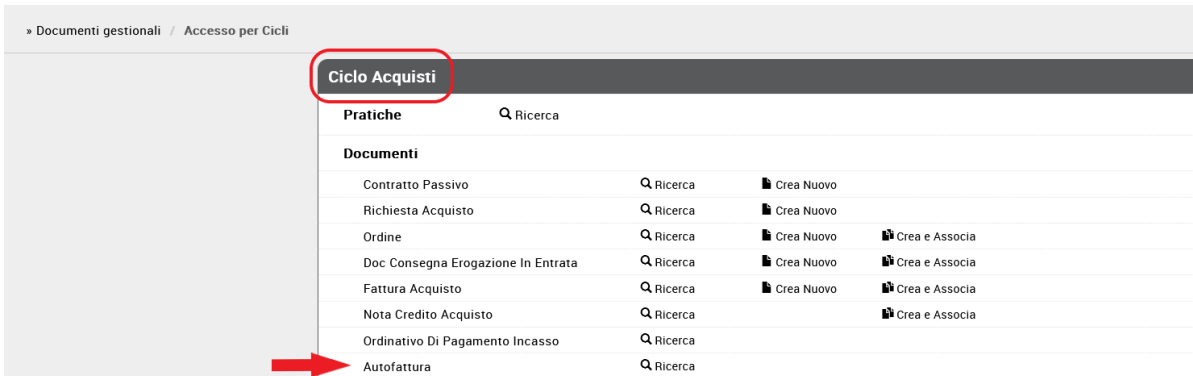 » Documenti gestionali / Accesso per Cicli
Ciclo Acquisti
Pratiche Ricerca
Documenti
Contratto Passivo Ricerca Crea Nuovo
Richiesta Acquisto Ricerca Crea Nuovo
Ordine Ricerca Crea Nuovo Crea e Associa
Doc Consegna Erogazione In Entrata Ricerca Crea Nuovo Crea e Associa
Fattura Acquisto Ricerca Crea Nuovo Crea e Associa
Nota Credito Acquisto Ricerca Crea e Associa
Ordinativo Di Pagamento Incasso Ricerca
Autofattura Ricerca